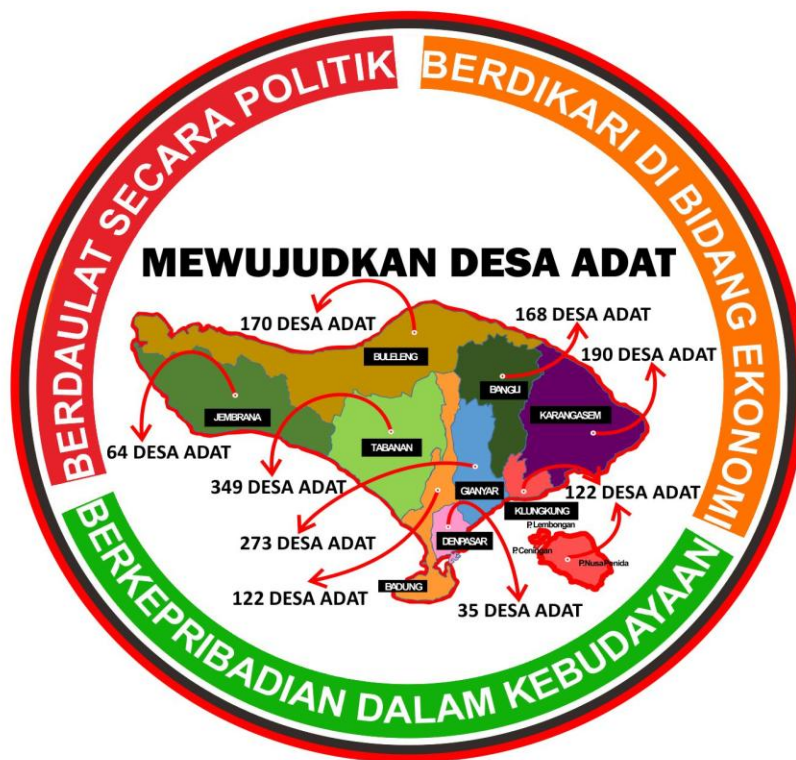 BERDAULAT SECARA POLITIK
BERDIKARI DI BIDANG EKONOMI
MEWUJUDKAN DESA ADAT
170 DESA ADAT
168 DESA ADAT
190 DESA ADAT
BULELENG
BANGLI
JEMBRANA
KARANGASEM
TABANAN
64 DESA ADAT
349 DESA ADAT
GIANYAR
122 DESA ADAT
KLUNGKUNG
P. Lembongan
273 DESA ADAT
DENPASAR
P.Ceningan
P.Nusa Penida
BADUNG
122 DESA ADAT
35 DESA ADAT
BERKEPRIBADIAN DALAM KEBUDAYAAN